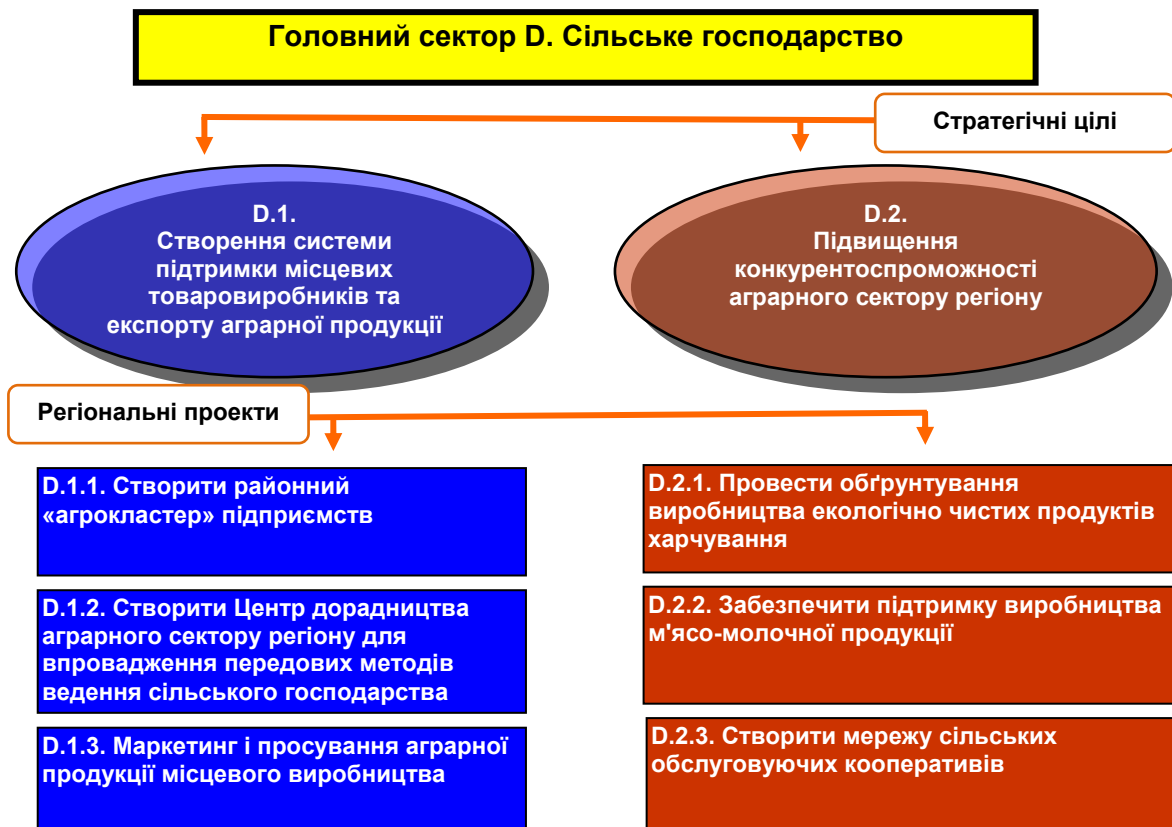 Головний сектор D. Сільське господарство
Стратегічні цілі
D.1.
Створення системи
підтримки місцевих
товаровиробників та
експорту аграрної продукції
D.2.
Підвищення
конкурентоспроможності
аграрного сектору регіону
Регіональні проекти
D.1.1. Створити районний
«агрокластер» підприємств
D.1.2. Створити Центр дорадництва
аграрного сектору регіону для
впровадження передових методів
ведення сільського господарства
D.1.3. Маркетинг і просування аграрної
продукції місцевого виробництва
D.2.1. Провести обґрунтування
виробництва екологічно чистих продуктів
харчування
D.2.2. Забезпечити підтримку виробництва
м'ясо-молочної продукції
D.2.3. Створити мережу сільських
обслуговуючих кооперативів